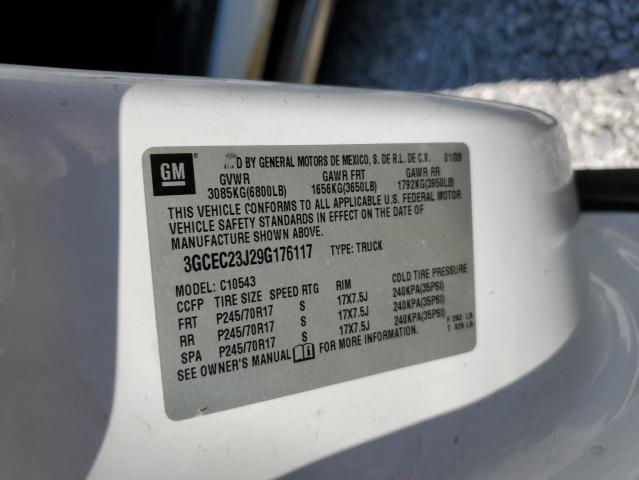 GM
D BY GENERAL MOTORS DE MEXICO, S. DE R.L. DE C.V. 01/09
GVWR GAWR FRT GAWR RR
3085KG(6800LB) 1656KG(3650LB) 1792KG(3950LB)
THIS VEHICLE CONFORMS TO ALL APPLICABLE U.S. FEDERAL MOTOR
VEHICLE SAFETY STANDARDS IN EFFECT ON THE DATE OF
MANUFACTURE SHOWN ABOVE.
3GCEC23J29G176117 TYPE: TRUCK
MODEL: C10543
CCFP TIRE SIZE SPEED RTG RIM COLD TIRE PRESSURE
FRT P245/70R17 S 17X7.5J 240KPA(35PSI)
RR P245/70R17 S 17X7.5J 240KPA(35PSI)
SPA P245/70R17 S 17X7.5J 240KPA(35PSI)
SEE OWNER'S MANUAL FOR MORE INFORMATION.
F 293 LB
T 829 LB